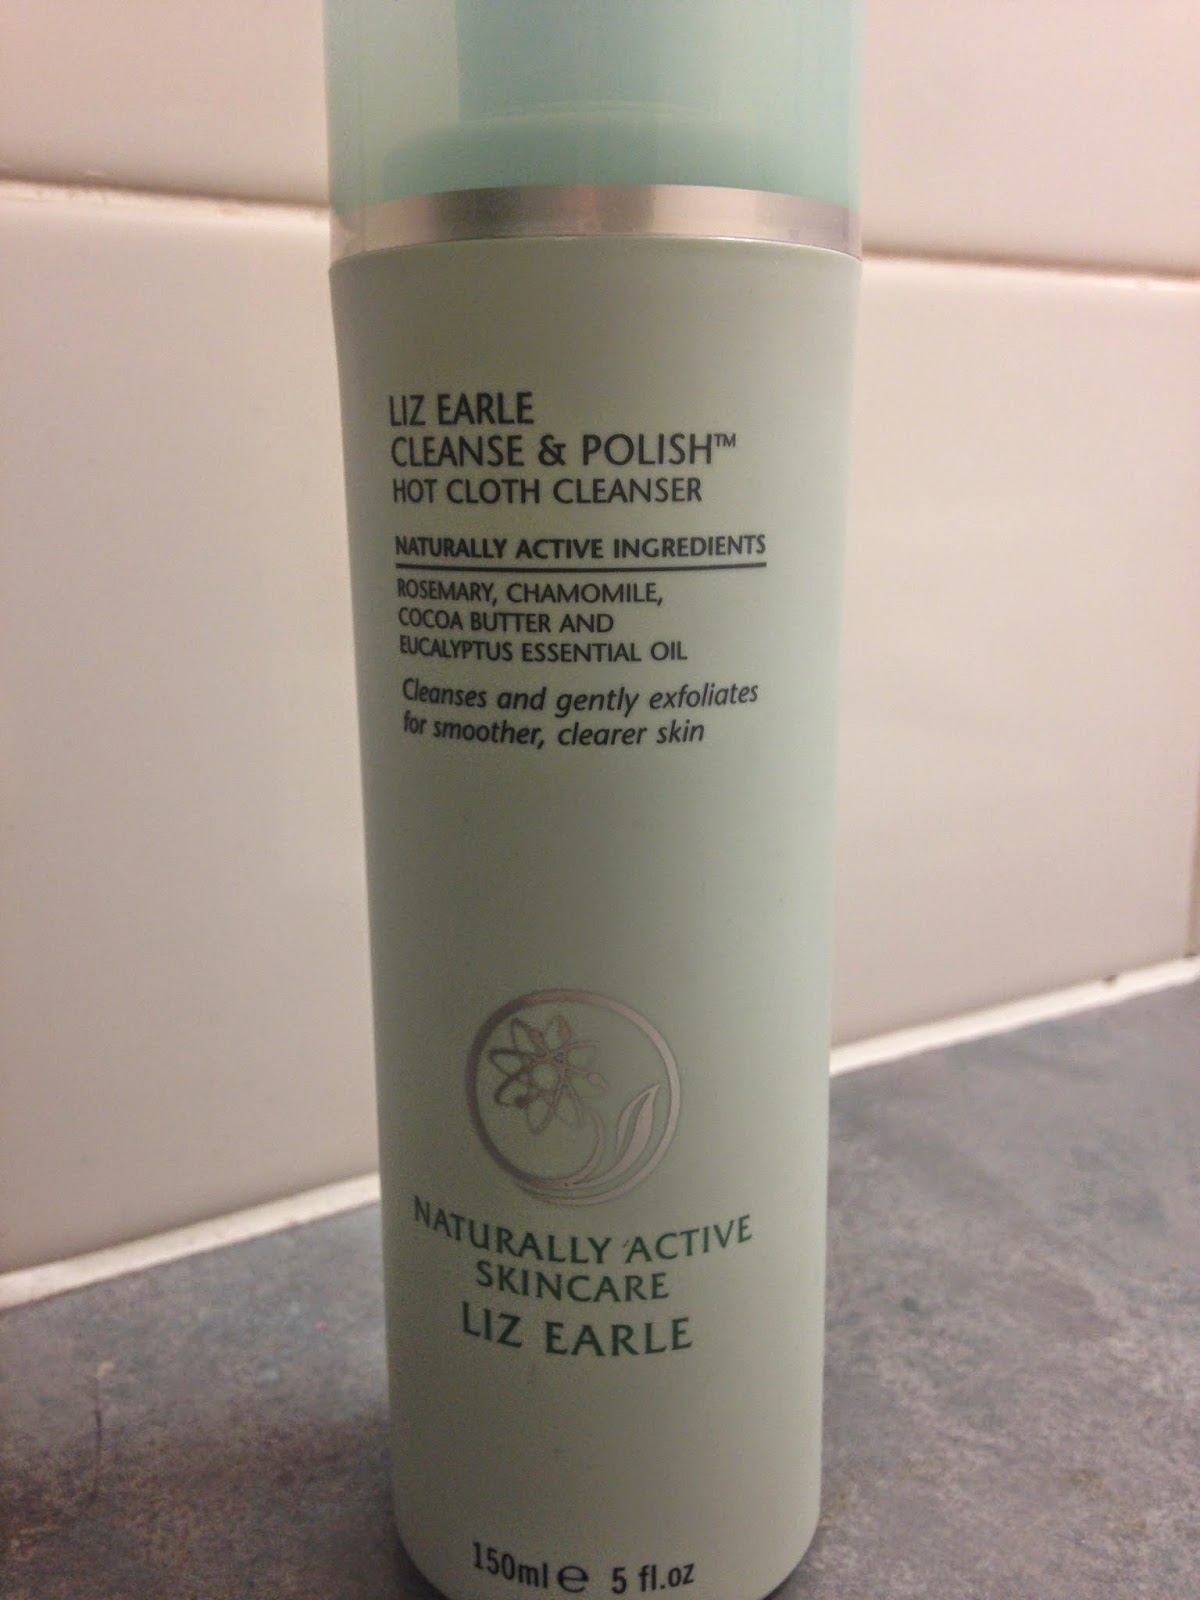 LIZ EARLE
CLEANSE & POLISH™
HOT CLOTH CLEANSER
NATURALLY ACTIVE INGREDIENTS
ROSEMARY, CHAMOMILE,
COCOA BUTTER AND
EUCALYPTUS ESSENTIAL OIL
Cleanses and gently exfoliates
for smoother, clearer skin
NATURALLY ACTIVE
SKINCARE
LIZ EARLE
150ml ℮ 5 fl.oz